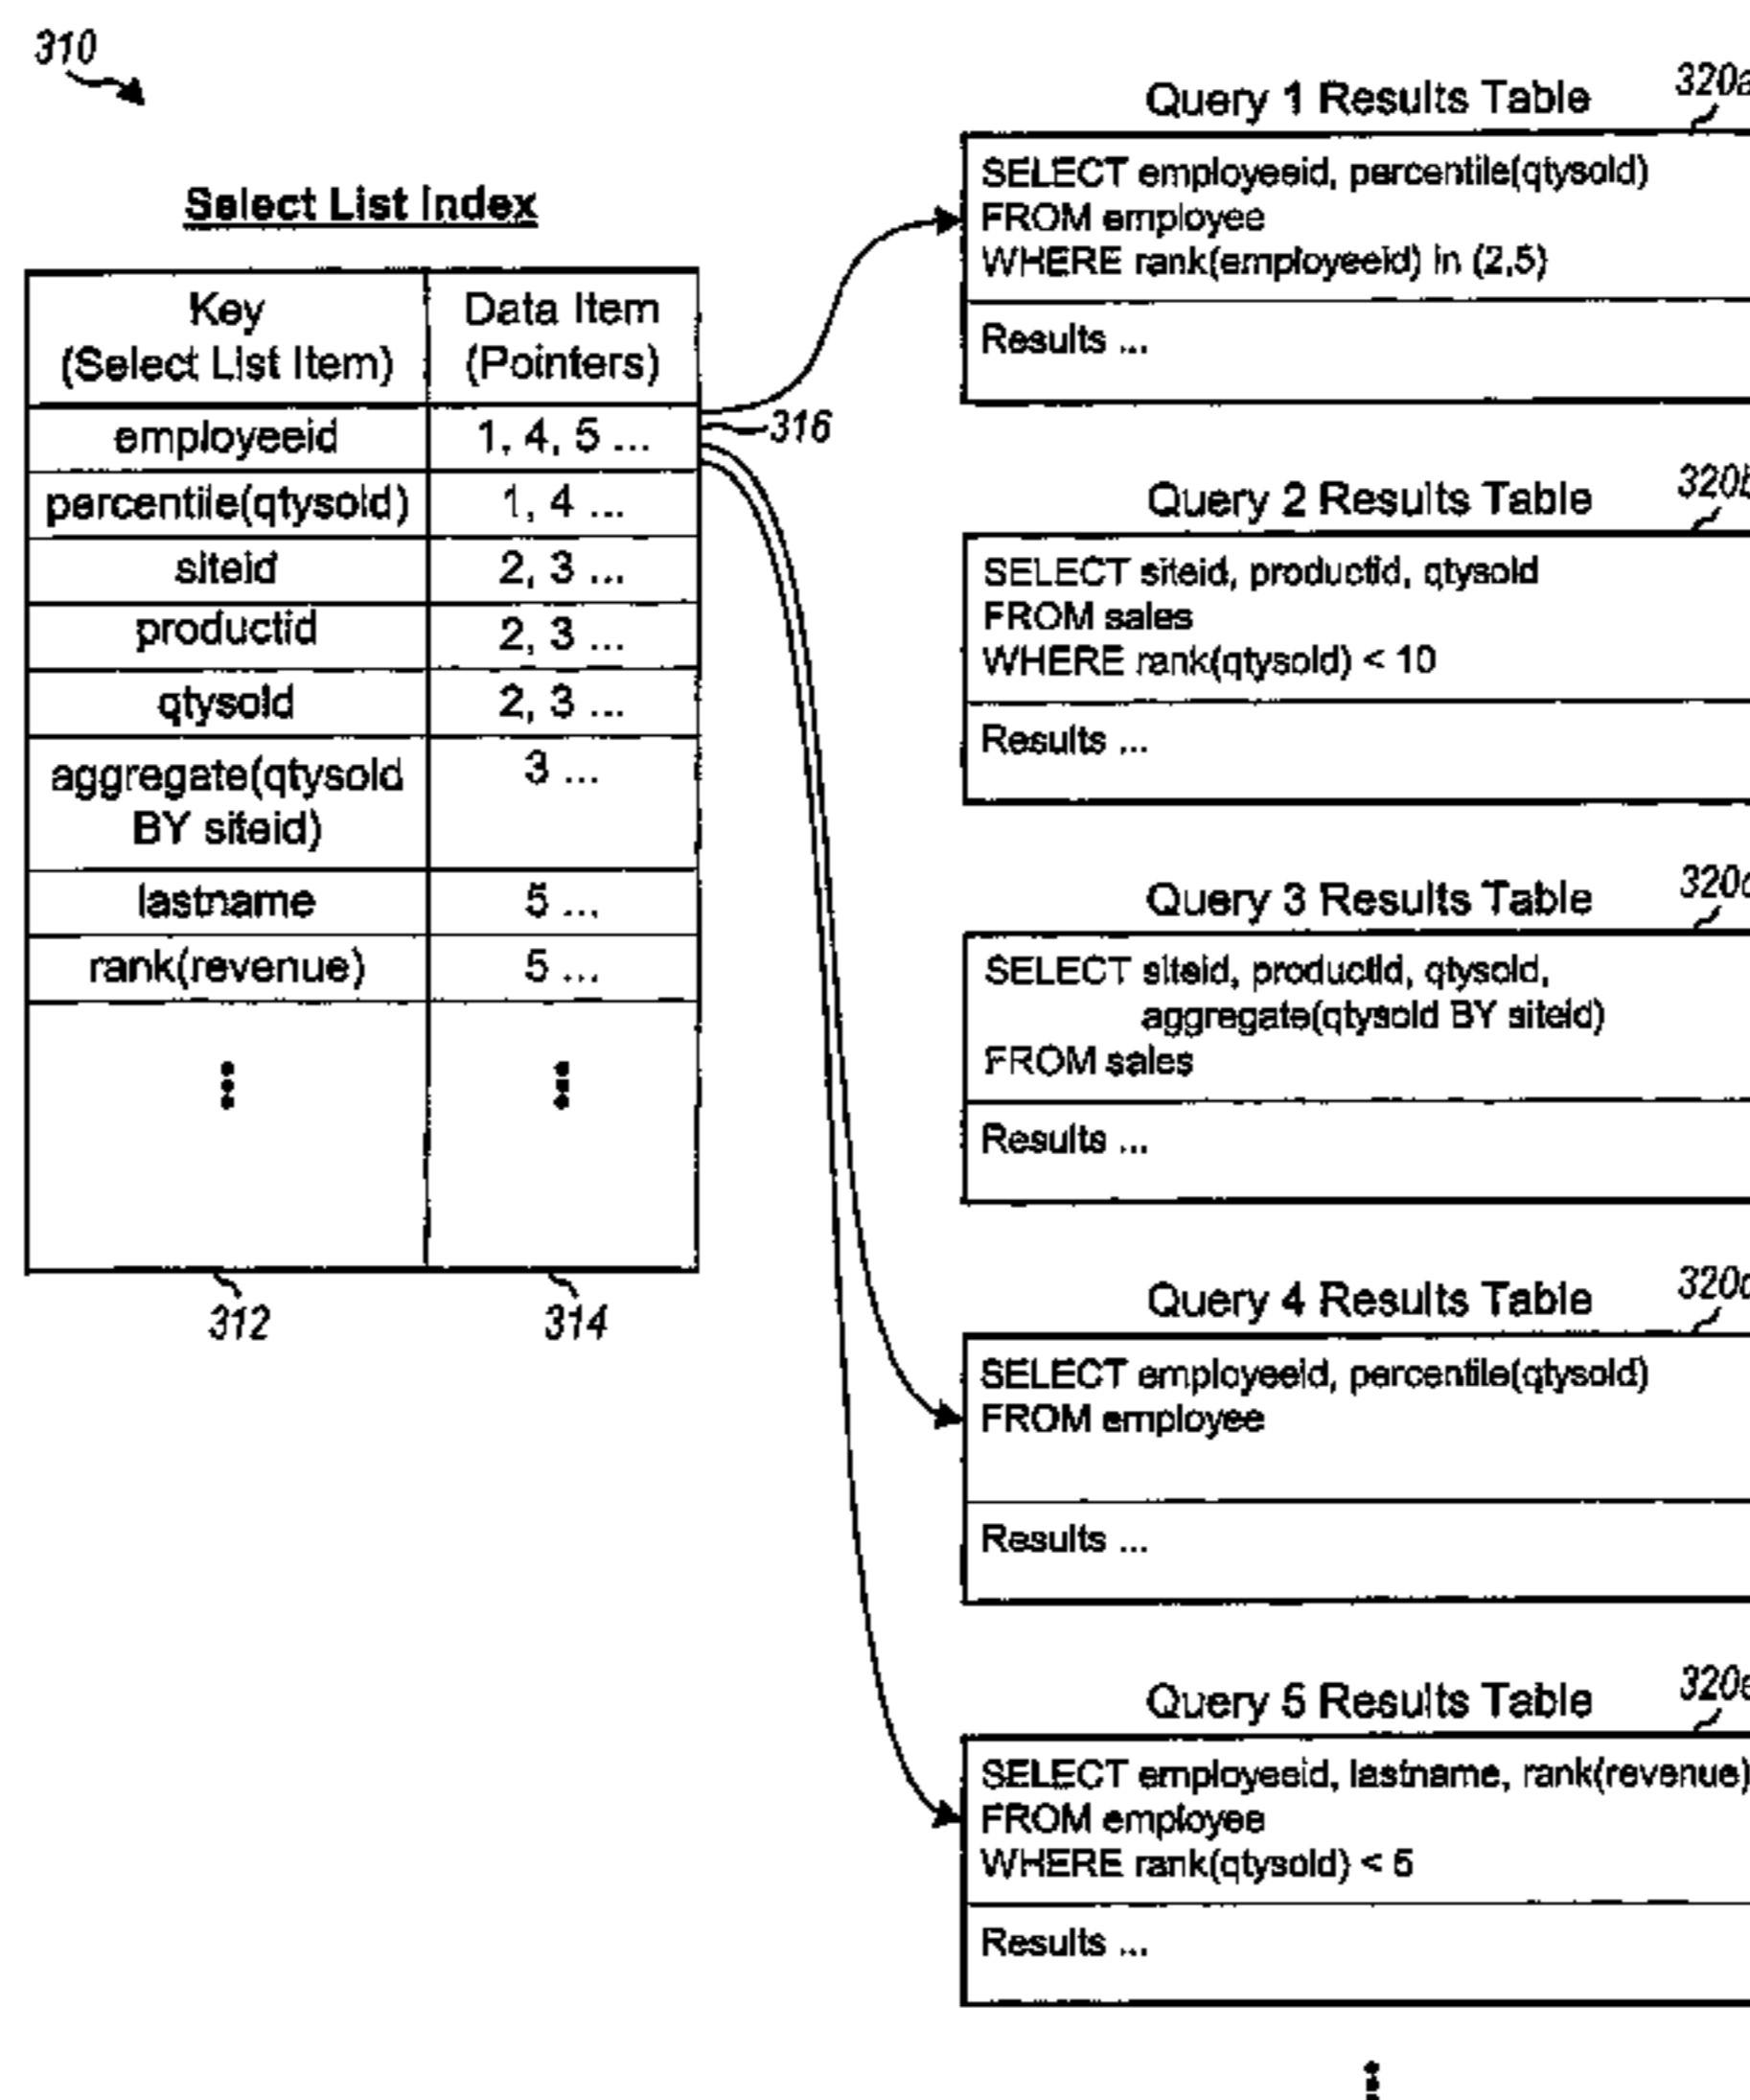 310
Select List Index
Key
(Select List Item)
Data Item
(Pointers)
employeeid
1, 4, 5 ...
percentile(qtysold)
1, 4 ...
siteid
2, 3 ...
productid
2, 3 ...
qtysold
2, 3 ...
aggregate(qtysold
BY siteid)
3 ...
lastname
5 ...
rank(revenue)
5 ...
312
314
316
Query 1 Results Table
320a
SELECT employeeid, percentile(qtysold)
FROM employee
WHERE rank(employeeid) in (2,5)
Results ...
Query 2 Results Table
320b
SELECT siteid, productid, qtysold
FROM sales
WHERE rank(qtysold) < 10
Results ...
Query 3 Results Table
320c
SELECT siteid, productid, qtysold,
aggregate(qtysold BY siteid)
FROM sales
Results ...
Query 4 Results Table
320d
SELECT employeeid, percentile(qtysold)
FROM employee
Results ...
Query 5 Results Table
320e
SELECT employeeid, lastname, rank(revenue)
FROM employee
WHERE rank(qtysold) < 5
Results ...